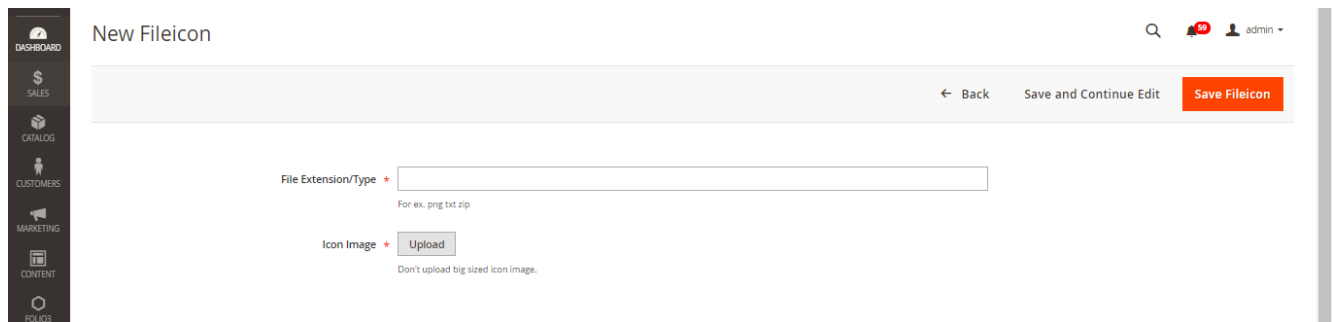 New Fileicon
59
admin
DASHBOARD
SALES
CATALOG
CUSTOMERS
MARKETING
CONTENT
FOLIO3
← Back Save and Continue Edit Save Fileicon
File Extension/Type *
For ex. png txt zip
Icon Image * Upload
Don't upload big sized icon image.